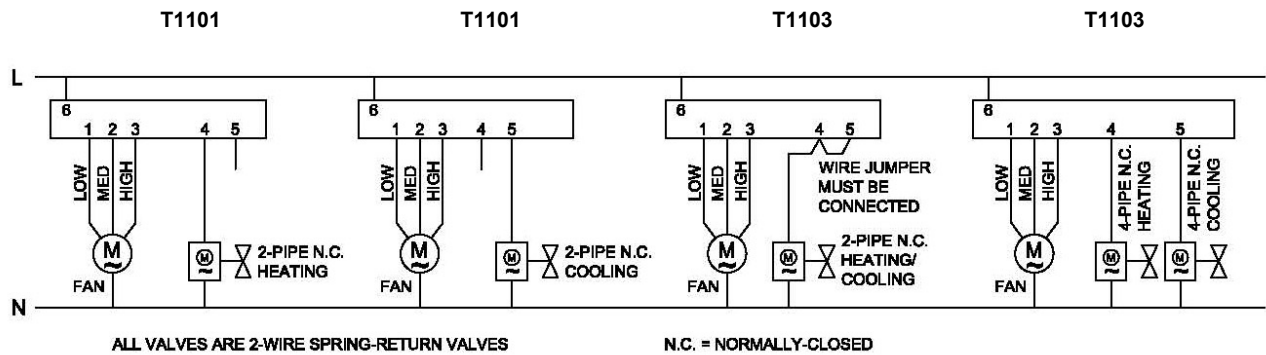 T1101 T1101 T1103 T1103
L
6 6 6 6
1 2 3 4 5 1 2 3 4 5 1 2 3 4 5 1 2 3 4 5
LOW MED HIGH
LOW MED HIGH
LOW MED HIGH
WIRE JUMPER
MUST BE
CONNECTED
LOW MED HIGH
4-PIPE N.C.
HEATING
4-PIPE N.C.
COOLING
M
~
FAN
M
~
2-PIPE N.C.
HEATING
M
~
FAN
M
~
2-PIPE N.C.
COOLING
M
~
FAN
M
~
2-PIPE N.C.
HEATING/
COOLING
M
~
FAN
M
~
M
~
N
ALL VALVES ARE 2-WIRE SPRING-RETURN VALVES N.C. = NORMALLY-CLOSED